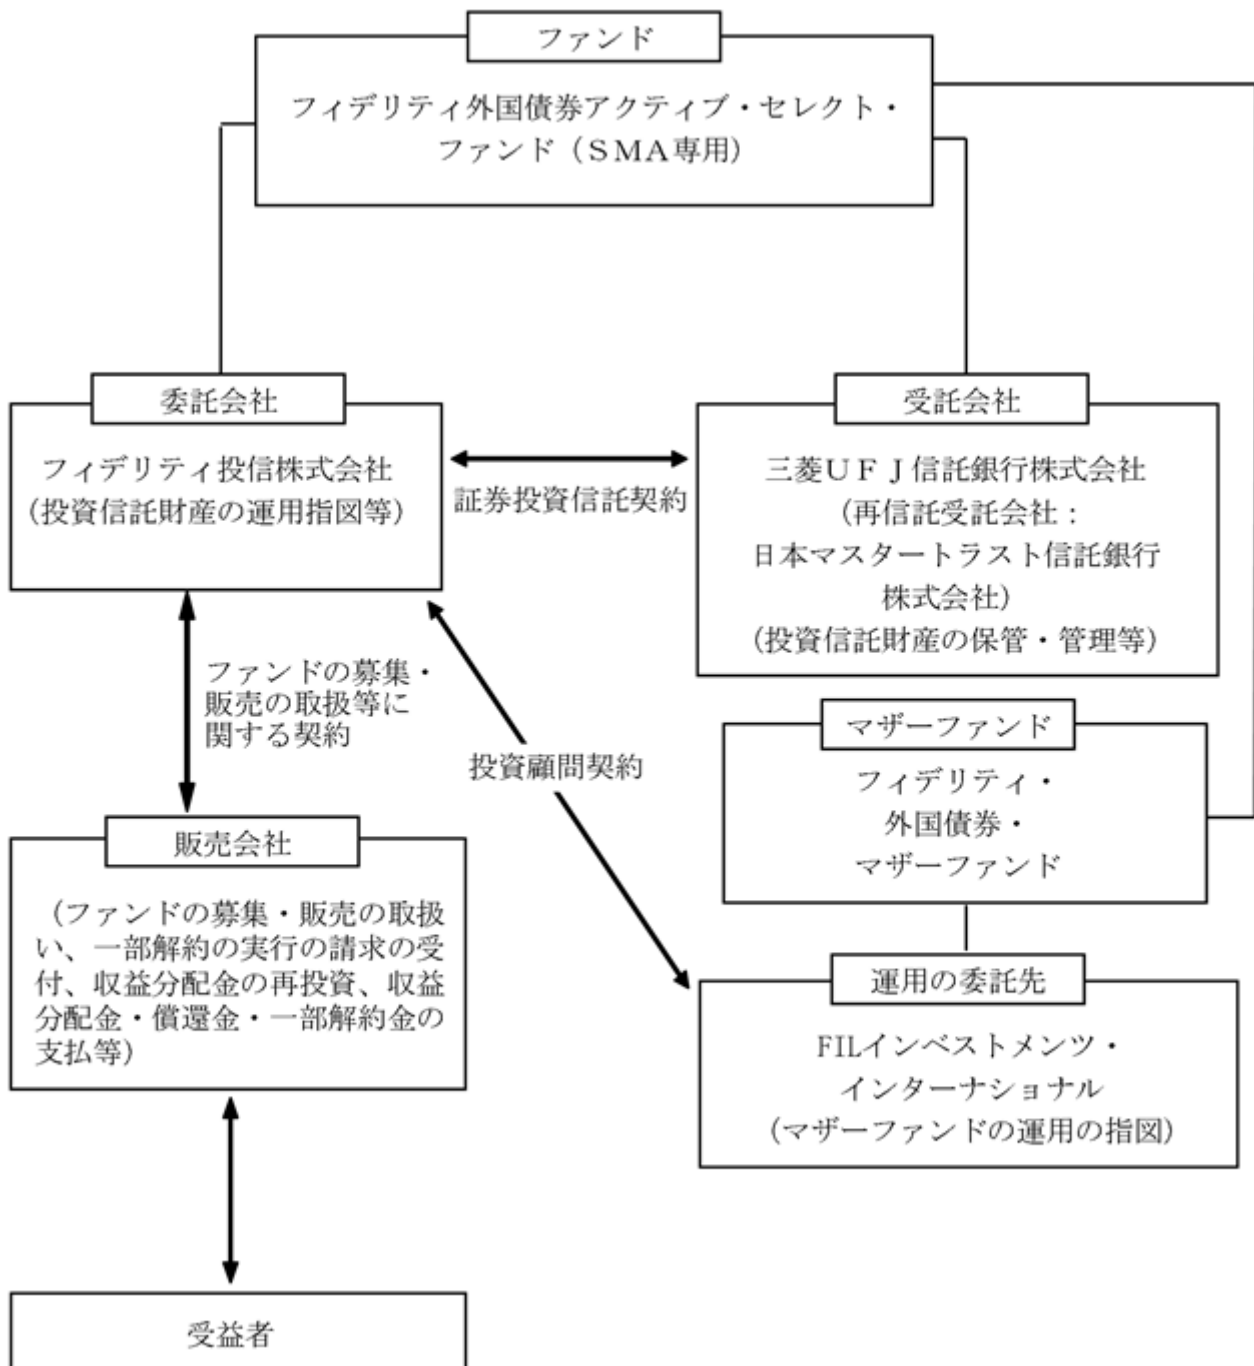 ファンド
フィデリティ外国債券アクティブ・セレクト・
ファンド（ＳＭＡ専用）
委託会社
フィデリティ投信株式会社
（投資信託財産の運用指図等）
証券投資信託契約
受託会社
三菱ＵＦＪ信託銀行株式会社
（再信託受託会社：
日本マスタートラスト信託銀行
株式会社）
（投資信託財産の保管・管理等）
ファンドの募集・
販売の取扱等に
関する契約
投資顧問契約
マザーファンド
フィデリティ・
外国債券・
マザーファンド
販売会社
（ファンドの募集・販売の取扱
い、一部解約の実行の請求の受
付、収益分配金の再投資、収益
分配金・償還金・一部解約金の
支払等）
運用の委託先
FILインベストメンツ・
インターナショナル
（マザーファンドの運用の指図）
受益者